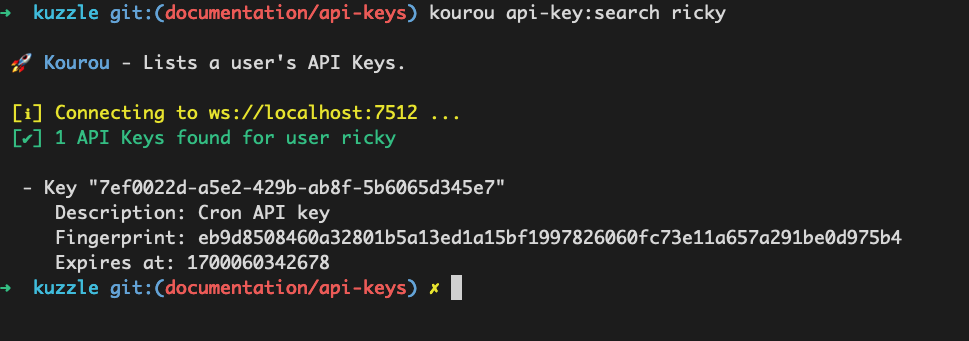 ➜ kuzzle git:(documentation/api-keys) kourou api-key:search ricky
🚀 Kourou - Lists a user's API Keys.
[ℹ] Connecting to ws://localhost:7512 ...
[✔] 1 API Keys found for user ricky
- Key "7ef0022d-a5e2-429b-ab8f-5b6065d345e7"
Description: Cron API key
Fingerprint: eb9d8508460a32801b5a13ed1a15bf1997826060fc73e11a657a291be0d975b4
Expires at: 1700060342678
➜ kuzzle git:(documentation/api-keys) ✗